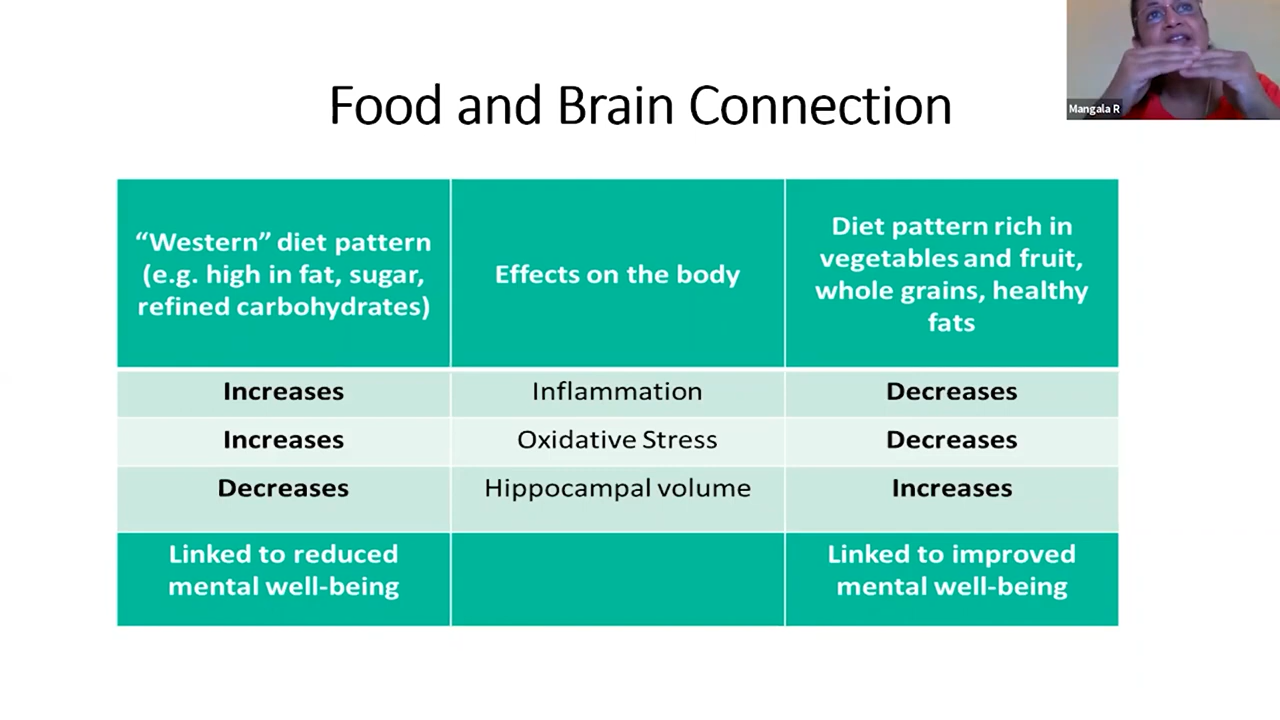 Mangala R
Food and Brain Connection
“Western” diet pattern
(e.g. high in fat, sugar,
refined carbohydrates)
Effects on the body
Diet pattern rich in
vegetables and fruit,
whole grains, healthy
fats
Increases
Inflammation
Decreases
Increases
Oxidative Stress
Decreases
Decreases
Hippocampal volume
Increases
Linked to reduced
mental well-being
Linked to improved
mental well-being